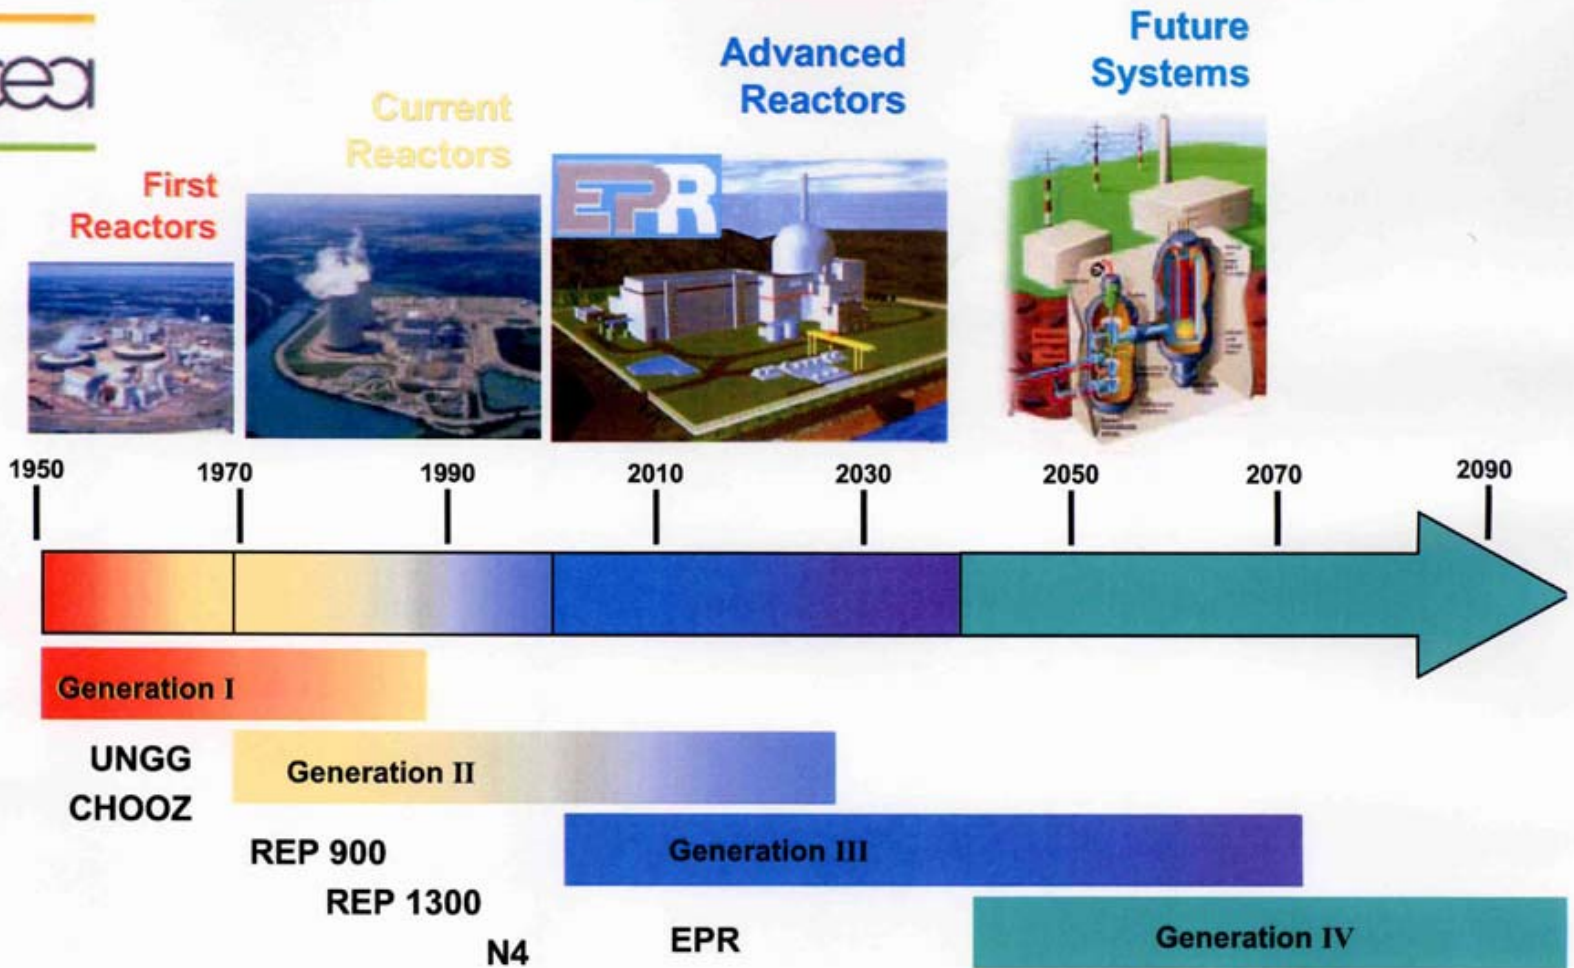 cea
Future
Systems
Advanced
Reactors
Current
Reactors
First
Reactors
EPR
1950 1970 1990 2010 2030 2050 2070 2090
Generation I
UNGG
CHOOZ
Generation II
REP 900
REP 1300
N4
Generation III
EPR
Generation IV